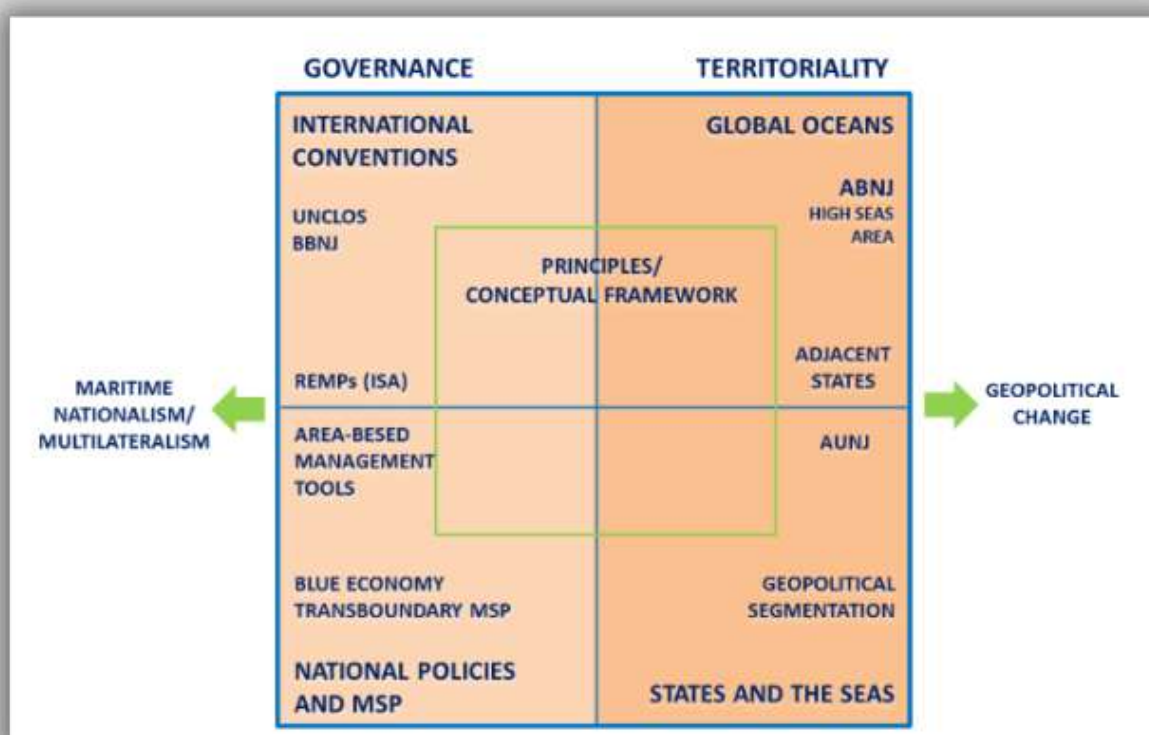 GOVERNANCE
TERRITORIALITY
INTERNATIONAL
CONVENTIONS
GLOBAL OCEANS
UNCLOS
BBNJ
ABNJ
HIGH SEAS
AREA
PRINCIPLES/
CONCEPTUAL FRAMEWORK
REMPs (ISA)
ADJACENT
STATES
MARITIME
NATIONALISM/
MULTILATERALISM
GEOPOLITICAL
CHANGE
AREA-BESED
MANAGEMENT
TOOLS
AUNJ
BLUE ECONOMY
TRANSBOUNDARY MSP
GEOPOLITICAL
SEGMENTATION
NATIONAL POLICIES
AND MSP
STATES AND THE SEAS